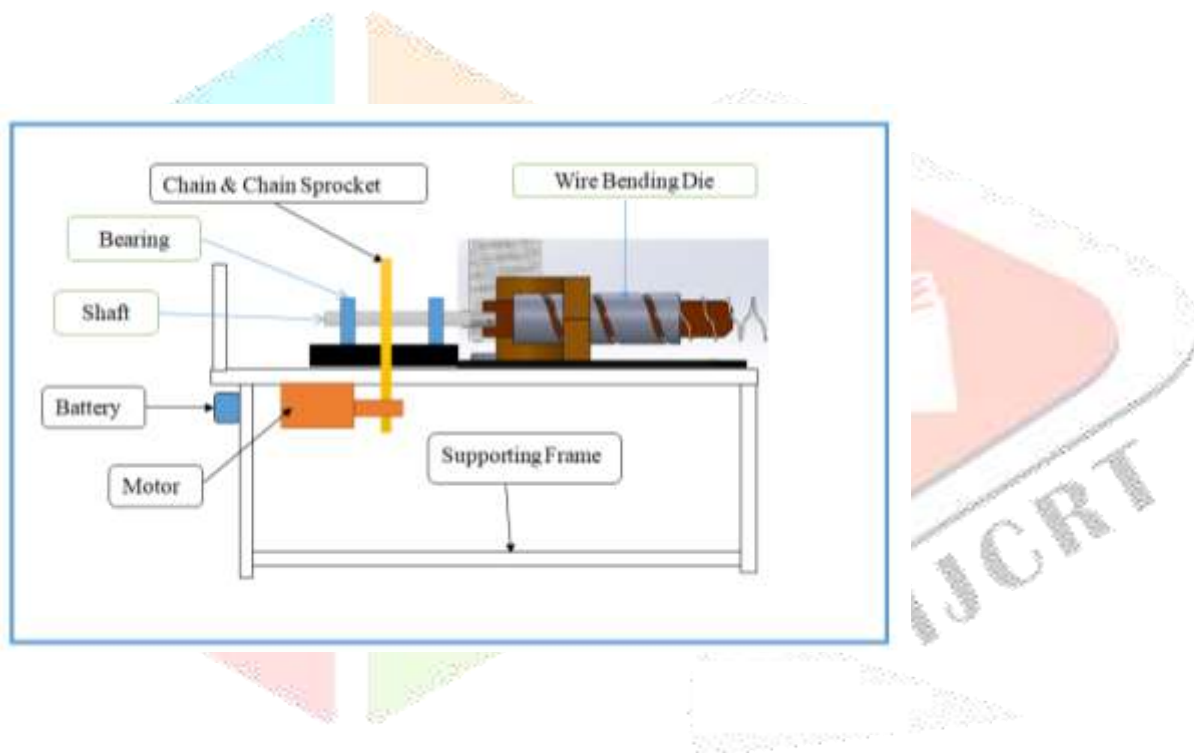 Chain & Chain Sprocket
Wire Bending Die
Bearing
Shaft
Battery
Supporting Frame
Motor
IJCRT